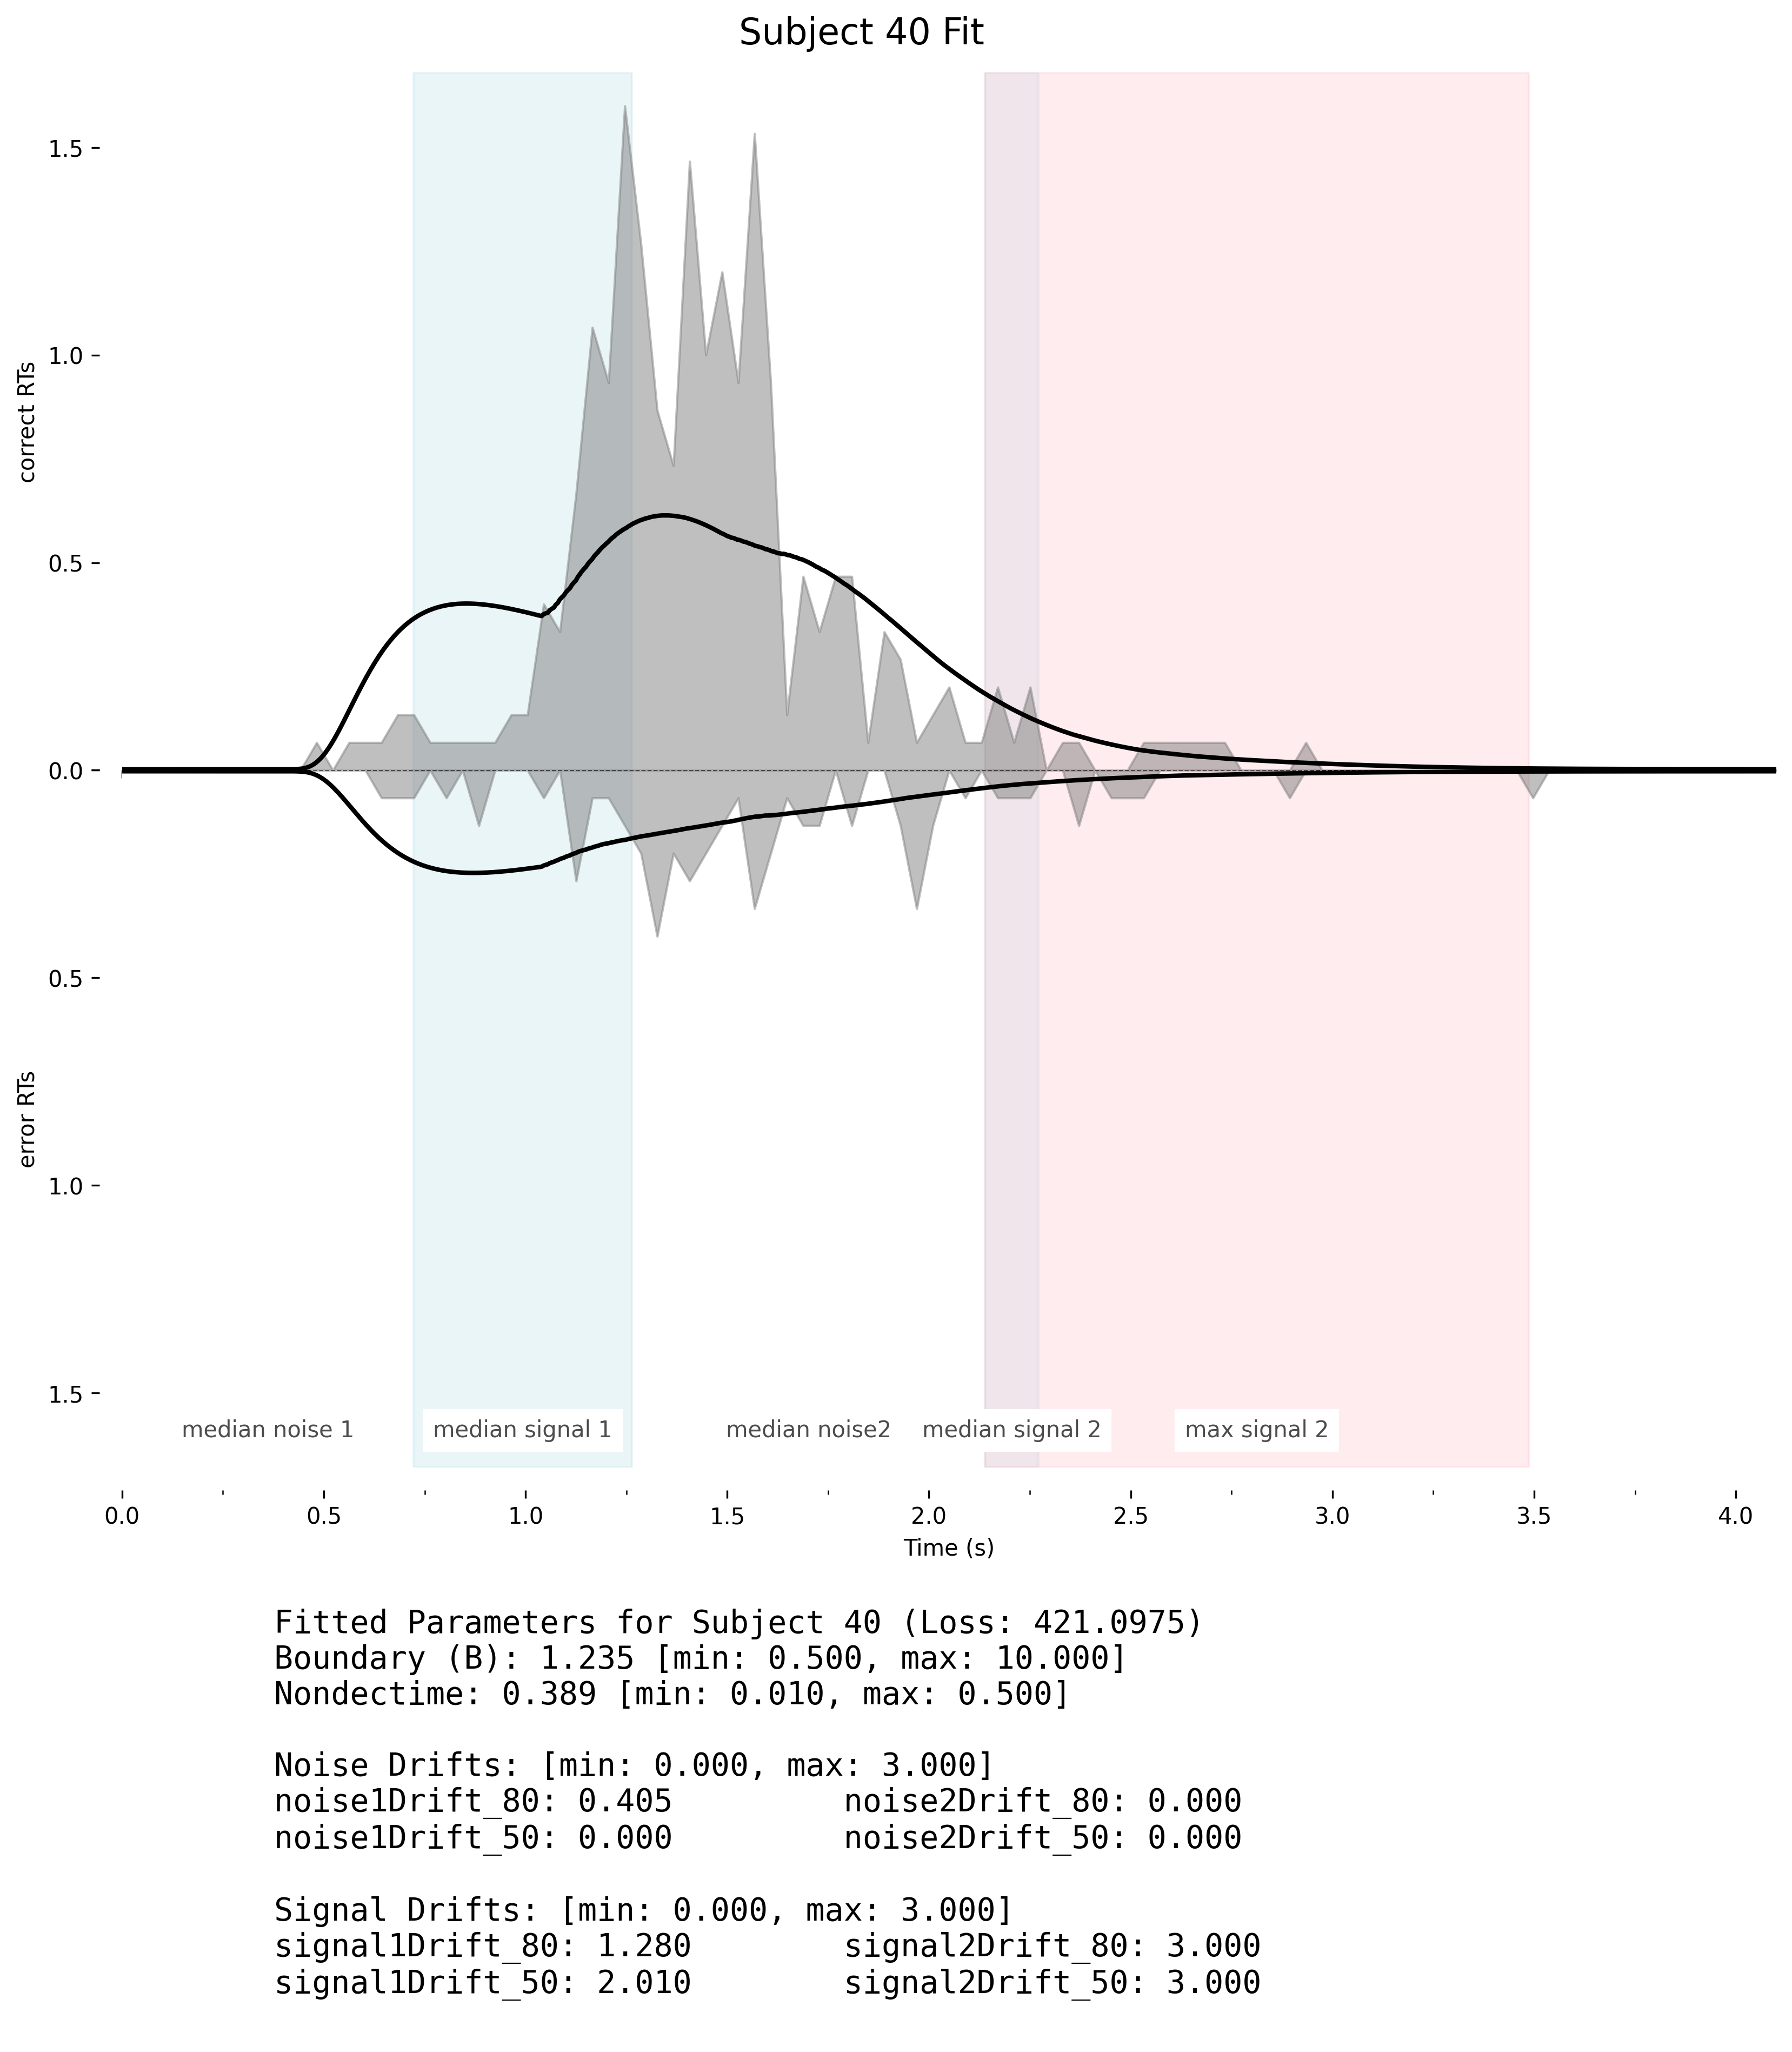 Subject 40 Fit
1.5
1.0
0.5
0.0
0.5
1.0
1.5
correct RTs
error RTs
median noise 1
median signal 1
median noise2
median signal 2
max signal 2
0.0 0.5 1.0 1.5 2.0 2.5 3.0 3.5 4.0
Time (s)
Fitted Parameters for Subject 40 (Loss: 421.0975)
Boundary (B): 1.235 [min: 0.500, max: 10.000]
Nondectime: 0.389 [min: 0.010, max: 0.500]
Noise Drifts: [min: 0.000, max: 3.000]
noise1Drift_80: 0.405 noise2Drift_80: 0.000
noise1Drift_50: 0.000 noise2Drift_50: 0.000
Signal Drifts: [min: 0.000, max: 3.000]
signal1Drift_80: 1.280 signal2Drift_80: 3.000
signal1Drift_50: 2.010 signal2Drift_50: 3.000